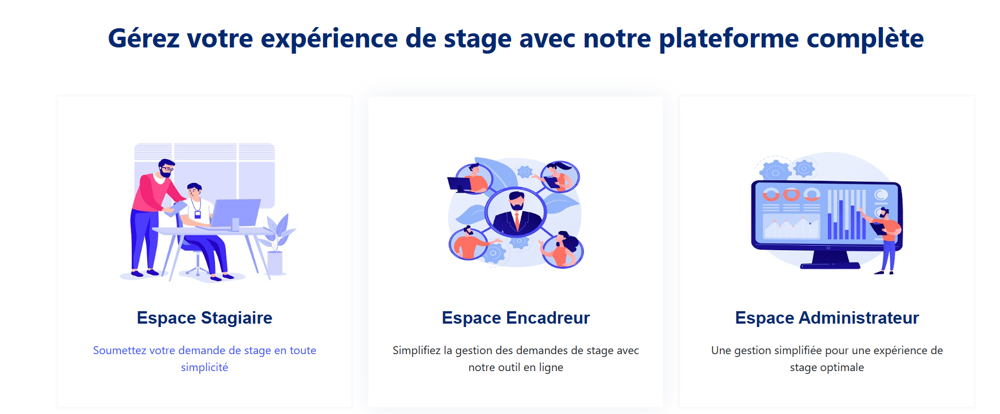 Gérez votre expérience de stage avec notre plateforme complète
Espace Stagiaire
Soumettez votre demande de stage en toute
simplicité
Espace Encadreur
Simplifiez la gestion des demandes de stage avec
notre outil en ligne
Espace Administrateur
Une gestion simplifiée pour une expérience de
stage optimale